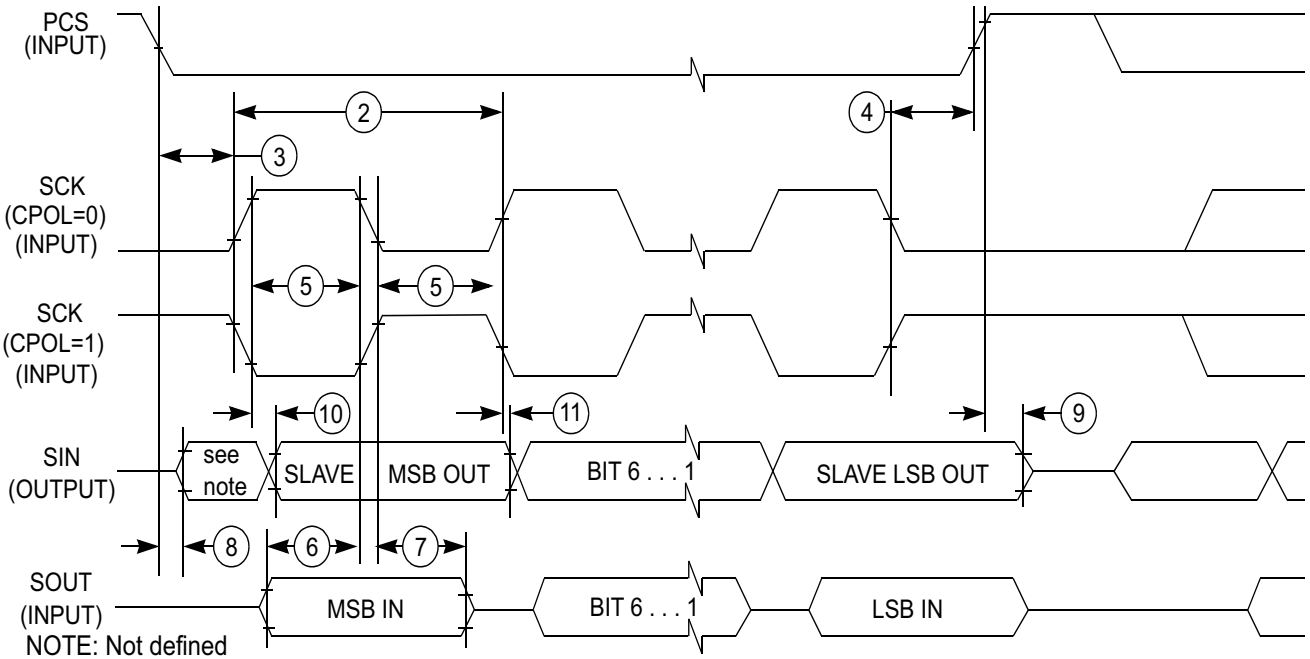 PCS
(INPUT)
2
4
3
SCK
(CPOL=0)
(INPUT)
5
5
SCK
(CPOL=1)
(INPUT)
10
11
9
SIN
(OUTPUT)
see
note
SLAVE
MSB OUT
BIT 6 . . . 1
SLAVE LSB OUT
8
6
7
SOUT
(INPUT)
MSB IN
BIT 6 . . . 1
LSB IN
NOTE: Not defined